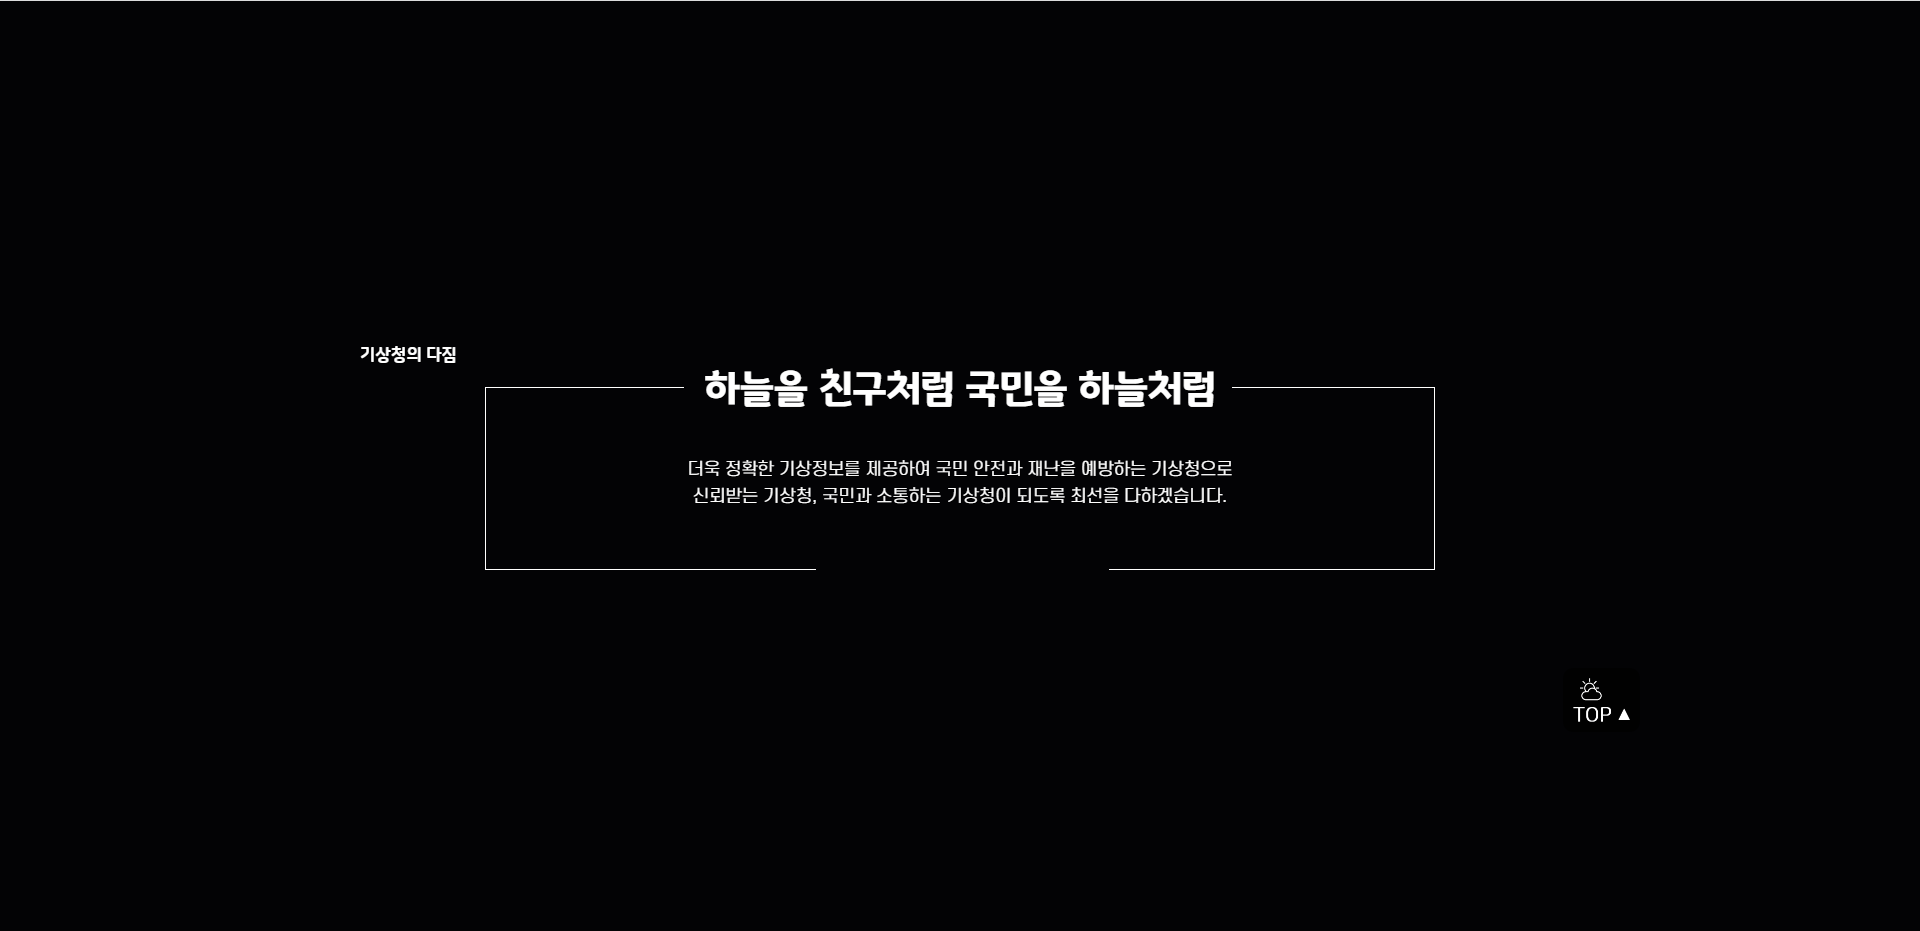 기상청의 다짐
하늘을 친구처럼 국민을 하늘처럼
더욱 정확한 기상정보를 제공하여 국민 안전과 재난을 예방하는 기상청으로
신뢰받는 기상청, 국민과 소통하는 기상청이 되도록 최선을 다하겠습니다.
TOP ▲